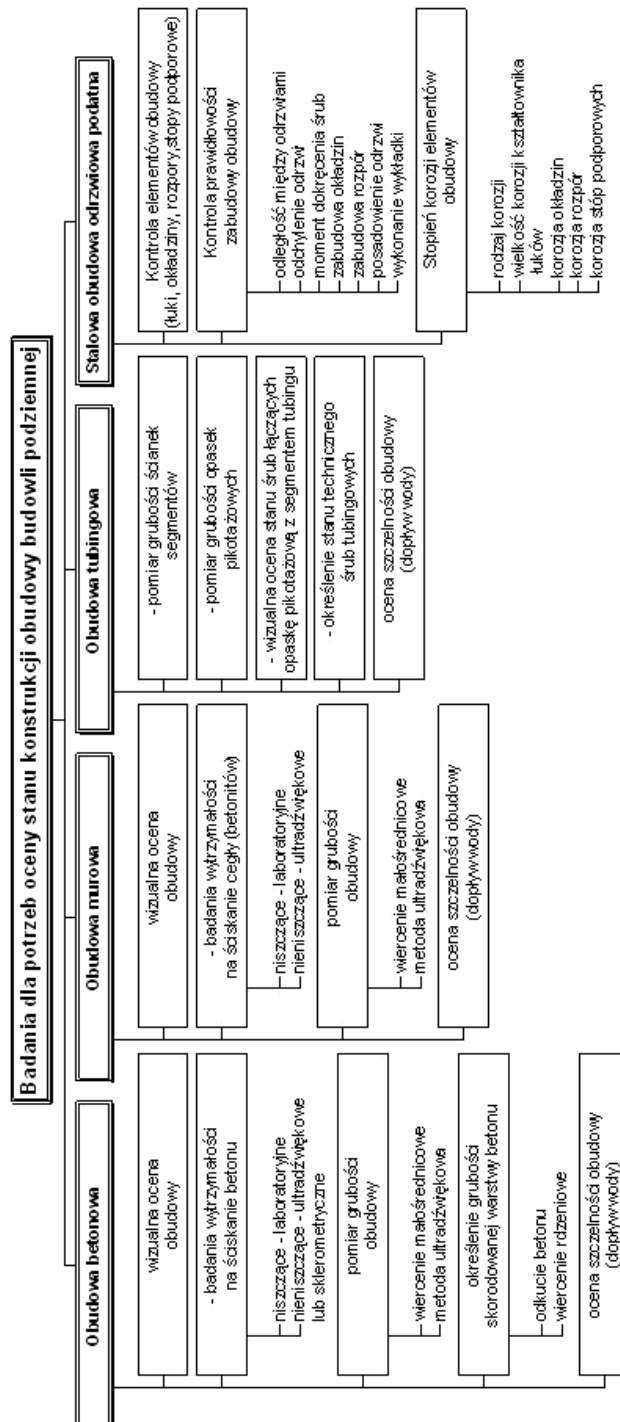 Badania dla potrzeb oceny stanu konstrukcji obudowy budowli podziemnej
Obudowa betonowa
wizualna ocena
obudowy
- badania wytrzymałości
na ściskanie betonu
niszczące - laboratoryjne
nieniszczące - ultradźwiękowe
lub sklerometryczne
pomiar grubości
obudowy
wiercenie małośrednicowe
metoda ultradźwiękowa
określenie grubości
skorodowanej warstwy betonu
odkucie betonu
wiercenie rdzeniowe
ocena szczelności obudowy
(dopływ wody)
Obudowa murowa
wizualna ocena
obudowy
- badania wytrzymałości
na ściskanie cegły (betonitów)
niszczące - laboratoryjne
nieniszczące - ultradźwiękowe
pomiar grubości
obudowy
wiercenie małośrednicowe
metoda ultradźwiękowa
ocena szczelności obudowy
(dopływ wody)
Obudowa tubingowa
- pomiar grubości ścianek
segmentów
- pomiar grubości opasek
pikotażowych
- wizualna ocena stanu śrub łączących
opaskę pikotażową z segmentem tubingu
- określenie stanu technicznego
śrub tubingowych
ocena szczelności obudowy
(dopływ wody)
Stalowa obudowa odrzwiowa podatna
Kontrola elementów obudowy
(łuki, okładziny, rozpory, stopy podporowe)
Kontrola prawidłowości
zabudowy obudowy
odległość między odrzwiami
odchylenie odrzwi
moment dokręcenia śrub
zabudowa okładzin
zabudowa rozpór
posadowienie odrzwi
wykonanie wykładki
Stopień korozji elementów
obudowy
rodzaj korozji
wielkość korozji kształtownika
łuków
korozja okładzin
korozja rozpór
korozja stóp podporowych